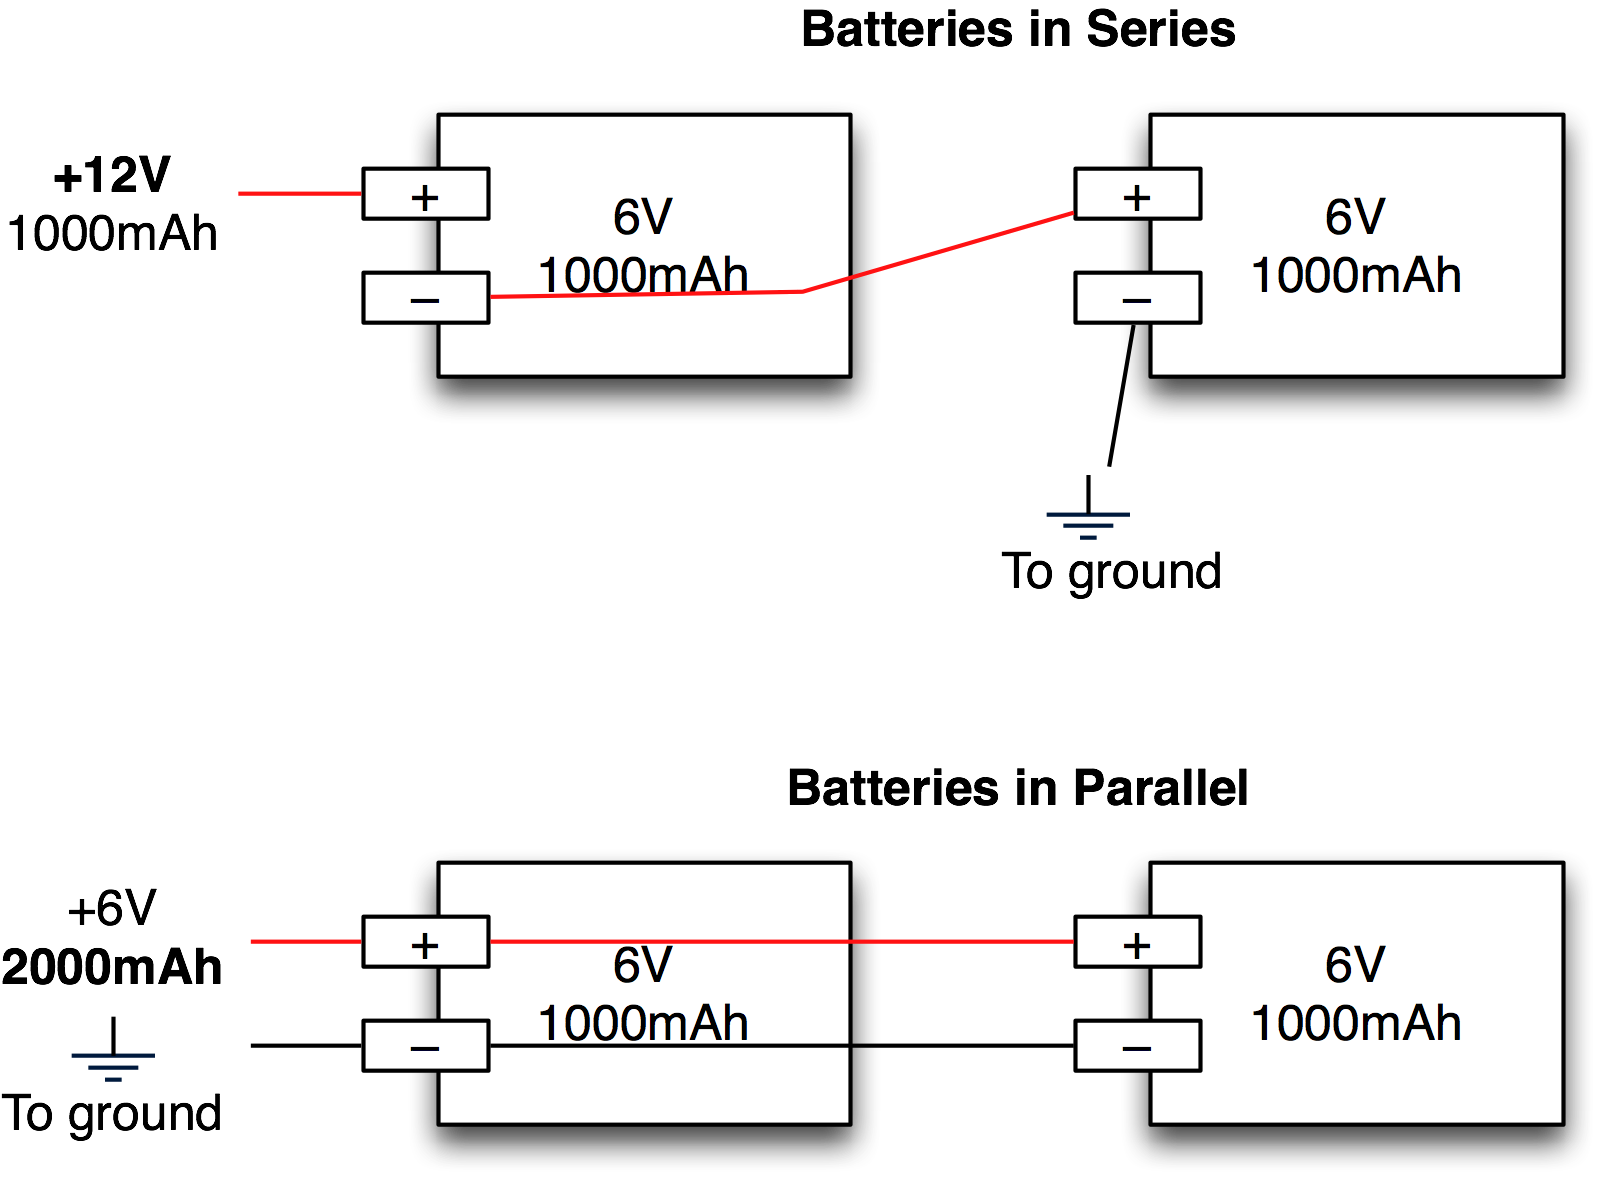 Batteries in Series
+12V
1000mAh
+
–
6V
1000mAh
+
–
6V
1000mAh
To ground
Batteries in Parallel
+6V
2000mAh
To ground
+
–
6V
1000mAh
+
–
6V
1000mAh